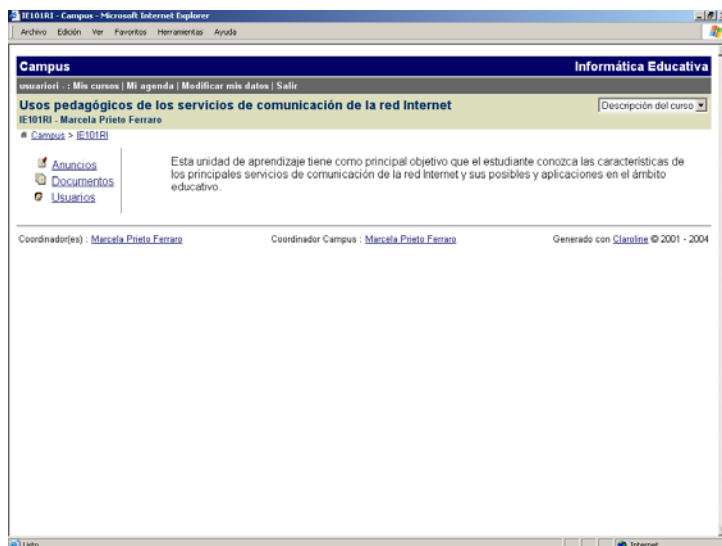 IE101RI - Campus - Microsoft Internet Explorer
Archivo Edición Ver Favoritos Herramientas Ayuda
Campus Informática Educativa
usuariori - : Mis cursos | Mi agenda | Modificar mis datos | Salir
Usos pedagógicos de los servicios de comunicación de la red Internet Descripción del curso
IE101RI - Marcela Prieto Ferraro
Campus > IE101RI
Anuncios
Documentos
Usuarios
Esta unidad de aprendizaje tiene como principal objetivo que el estudiante conozca las características de
los principales servicios de comunicación de la red Internet y sus posibles y aplicaciones en el ámbito
educativo.
Coordinador(es) : Marcela Prieto Ferraro Coordinador Campus : Marcela Prieto Ferraro Generado con Claroline © 2001 - 2004
Listo Internet